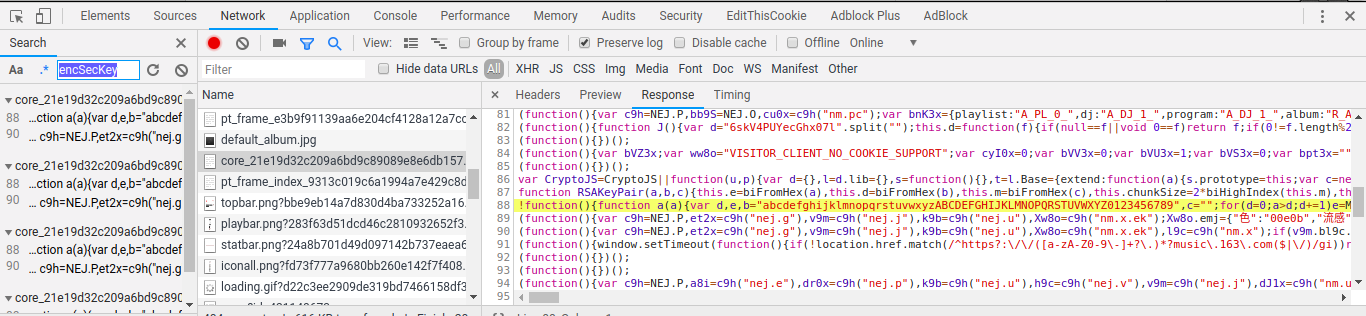 Elements Sources Network Application Console Performance Memory Audits Security EditThisCookie Adblock Plus AdBlock
Search
View: Group by frame Preserve log Disable cache Offline Online
Aa .* encSecKey
Filter Hide data URLs All XHR JS CSS Img Media Font Doc WS Manifest Other
core_21e19d32c209a6bd9c890
88 ...ction a(a){var d,e,b="abcdef
90 ... c9h=NEJ.P,et2x=c9h("nej.g
core_21e19d32c209a6bd9c890
88 ...ction a(a){var d,e,b="abcdef
90 ... c9h=NEJ.P,et2x=c9h("nej.g
core_21e19d32c209a6bd9c890
88 ...ction a(a){var d,e,b="abcdef
90 ... c9h=NEJ.P,et2x=c9h("nej.g
core_21e19d32c209a6bd9c890
Name
pt_frame_e3b9f91139aa6e204cf4128a12a7cc
default_album.jpg
core_21e19d32c209a6bd9c89089e8e6db157.
pt_frame_index_9313c019c6a1994a7e429c8d
topbar.png?bbe9eb14a7d830d4ba733252a16.
playbar.png?283f63d51dcd46c2810932652f3.
statbar.png?24a8b701d49d097142b737eaea6
iconall.png?fd73f777a9680bb260e142f7f408.
loading.gif?d22c3ee2909de319bd7466158df3
Headers Preview Response Timing
81 (function(){var c9h=NEJ.P,bb9S=NEJ.O,cu0x=c9h("nm.pc");var bnK3x={playlist:"A_PL_0_",dj:"A_DJ_1_",program:"A_DJ_1_",album:"R_A
82 (function(){function J(){var d="6skV4PUYecGhx07l".split("");this.d=function(f){if(null==f||void 0==f)return f;if(0!=f.length%2
83 (function(){})();
84 (function(){var bVZ3x;var ww8o="VISITOR_CLIENT_NO_COOKIE_SUPPORT";var cyI0x=0;var bVV3x=0;var bVU3x=1;var bVS3x=0;var bpt3x=""
85 (function(){})();
86 var CryptoJS=CryptoJS||function(u,p){var d={},l=d.lib={},s=function(){},t=l.Base={extend:function(a){s.prototype=this;var c=ne
87 function RSAKeyPair(a,b,c){this.e=biFromHex(a),this.d=biFromHex(b),this.m=biFromHex(c),this.chunkSize=2*biHighIndex(this.m),th
88 !function(){function a(a){var d,e,b="abcdefghijklmnopqrstuvwxyzABCDEFGHIJKLMNOPQRSTUVWXYZ0123456789",c="";for(d=0;a>d;d+=1)e=M
89 (function(){var c9h=NEJ.P,et2x=c9h("nej.g"),v9m=c9h("nej.j"),k9b=c9h("nej.u"),Xw8o=c9h("nm.x.ek");Xw8o.emj={"色":"00e0b","流感"
90 (function(){var c9h=NEJ.P,et2x=c9h("nej.g"),v9m=c9h("nej.j"),k9b=c9h("nej.u"),Xw8o=c9h("nm.x.ek"),l9c=c9h("nm.x");if(v9m.bl9c.
91 (function(){window.setTimeout(function(){if(!location.href.match(/^https?:\/\/([a-zA-Z0-9\-]+?\.)*?music\.163\.com($|\/)/gi))r
92 (function(){})();
93 (function(){})();
94 (function(){var c9h=NEJ.P,a8i=c9h("nej.e"),dr0x=c9h("nej.p"),k9b=c9h("nej.u"),h9c=c9h("nej.v"),v9m=c9h("nej.j"),dJ1x=c9h("nm.u
95